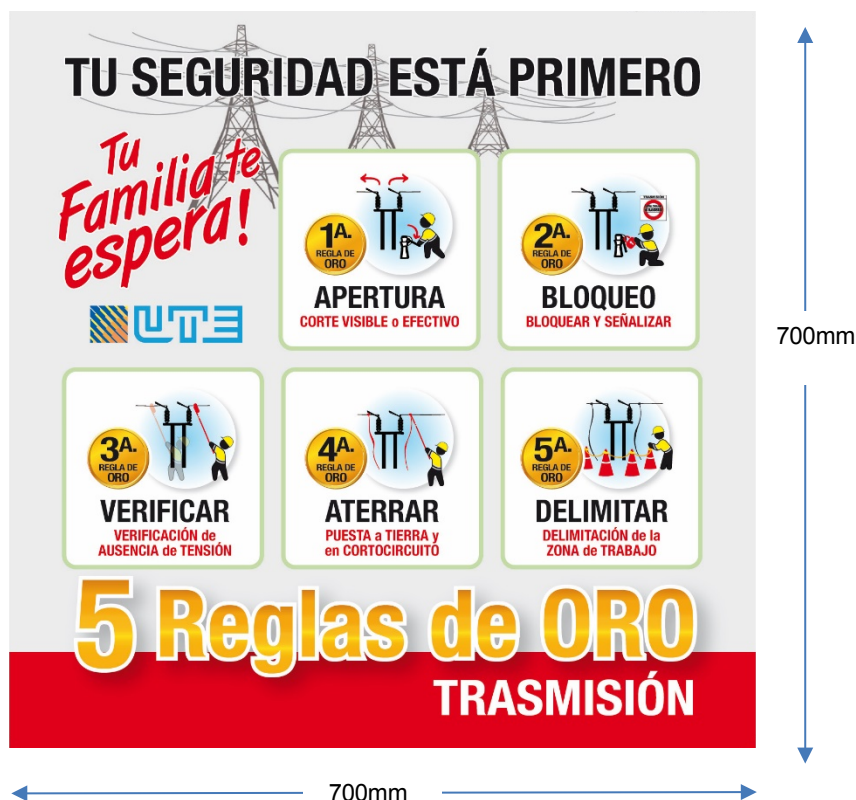 TU SEGURIDAD ESTÁ PRIMERO
Tu
Familia te
espera!
UTE
1A.
REGLA DE
ORO
APERTURA
CORTE VISIBLE o EFECTIVO
2A.
REGLA DE
ORO
BLOQUEO
BLOQUEAR Y SEÑALIZAR
700mm
3A.
REGLA DE
ORO
VERIFICAR
VERIFICACIÓN de
AUSENCIA de TENSIÓN
4A.
REGLA DE
ORO
ATERRAR
PUESTA a TIERRA y
en CORTOCIRCUITO
5A.
REGLA DE
ORO
DELIMITAR
DELIMITACIÓN de la
ZONA de TRABAJO
5 Reglas de ORO
TRASMISIÓN
700mm